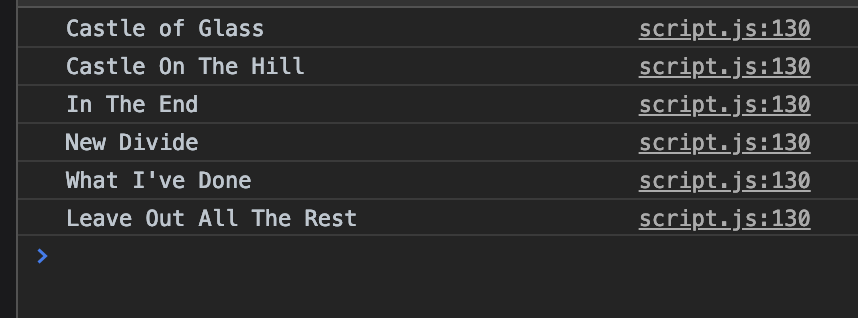 Castle of Glass script.js:130
Castle On The Hill script.js:130
In The End script.js:130
New Divide script.js:130
What I've Done script.js:130
Leave Out All The Rest script.js:130